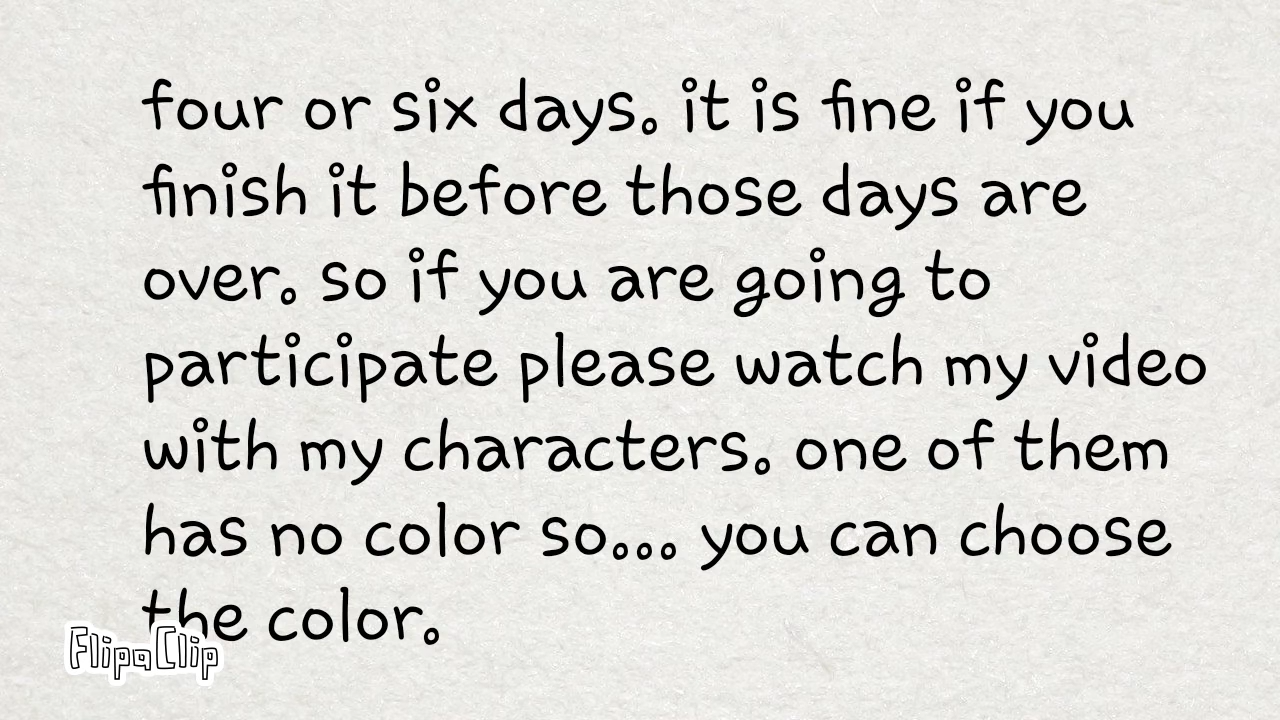 four or six days. it is fine if you
finish it before those days are
over. so if you are going to
participate please watch my video
with my characters. one of them
has no color so... you can choose
the color.
FlipaClip